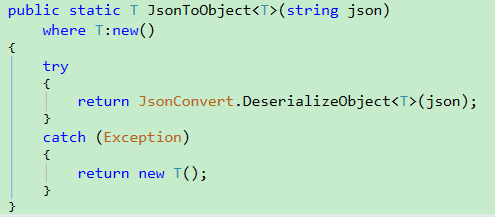 public static T JsonToObject<T>(string json)
    where T:new()
{
    try
    {
        return JsonConvert.DeserializeObject<T>(json);
    }
    catch (Exception)
    {
        return new T();
    }
}